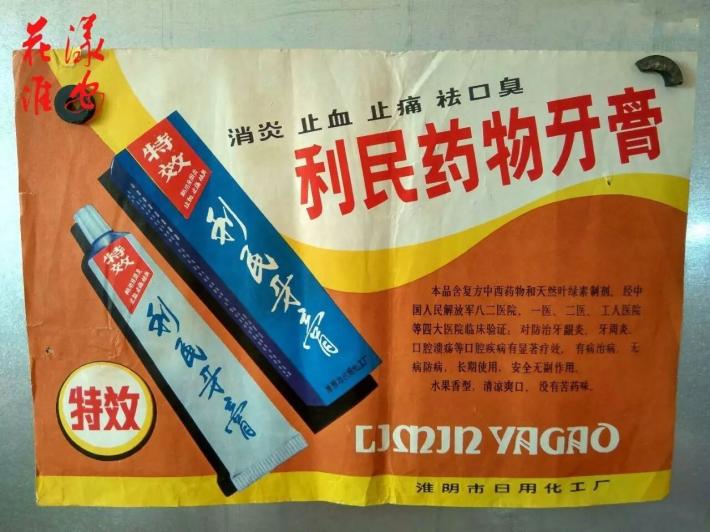 花漾
淮安
消炎 止血 止痛 祛口臭
利民药物牙膏
特效
利民牙膏
特效
利民牙膏
特效
本品含复方中西药物和天然叶绿素制剂。经中
国人民解放军八二医院、一医、二医、工人医院
等四大医院临床验证，对防治牙龈炎、牙周炎、
口腔溃疡等口腔疾病有显著疗效，有病治病，无
病防病，长期使用，安全无副作用。
水果香型，清凉爽口，没有苦药味。
LIMIN YAGAO
淮阴市日用化工厂